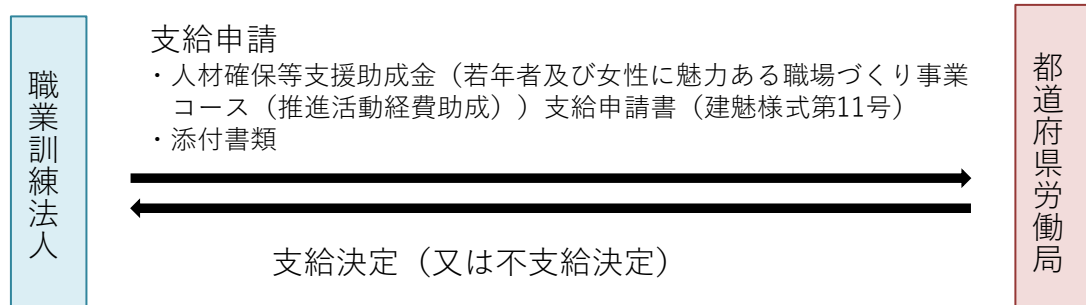 職業訓練法人
支給申請
・人材確保等支援助成金（若年者及び女性に魅力ある職場づくり事業
コース（推進活動経費助成））支給申請書（建魅様式第11号）
・添付書類
支給決定（又は不支給決定）
都道府県労働局